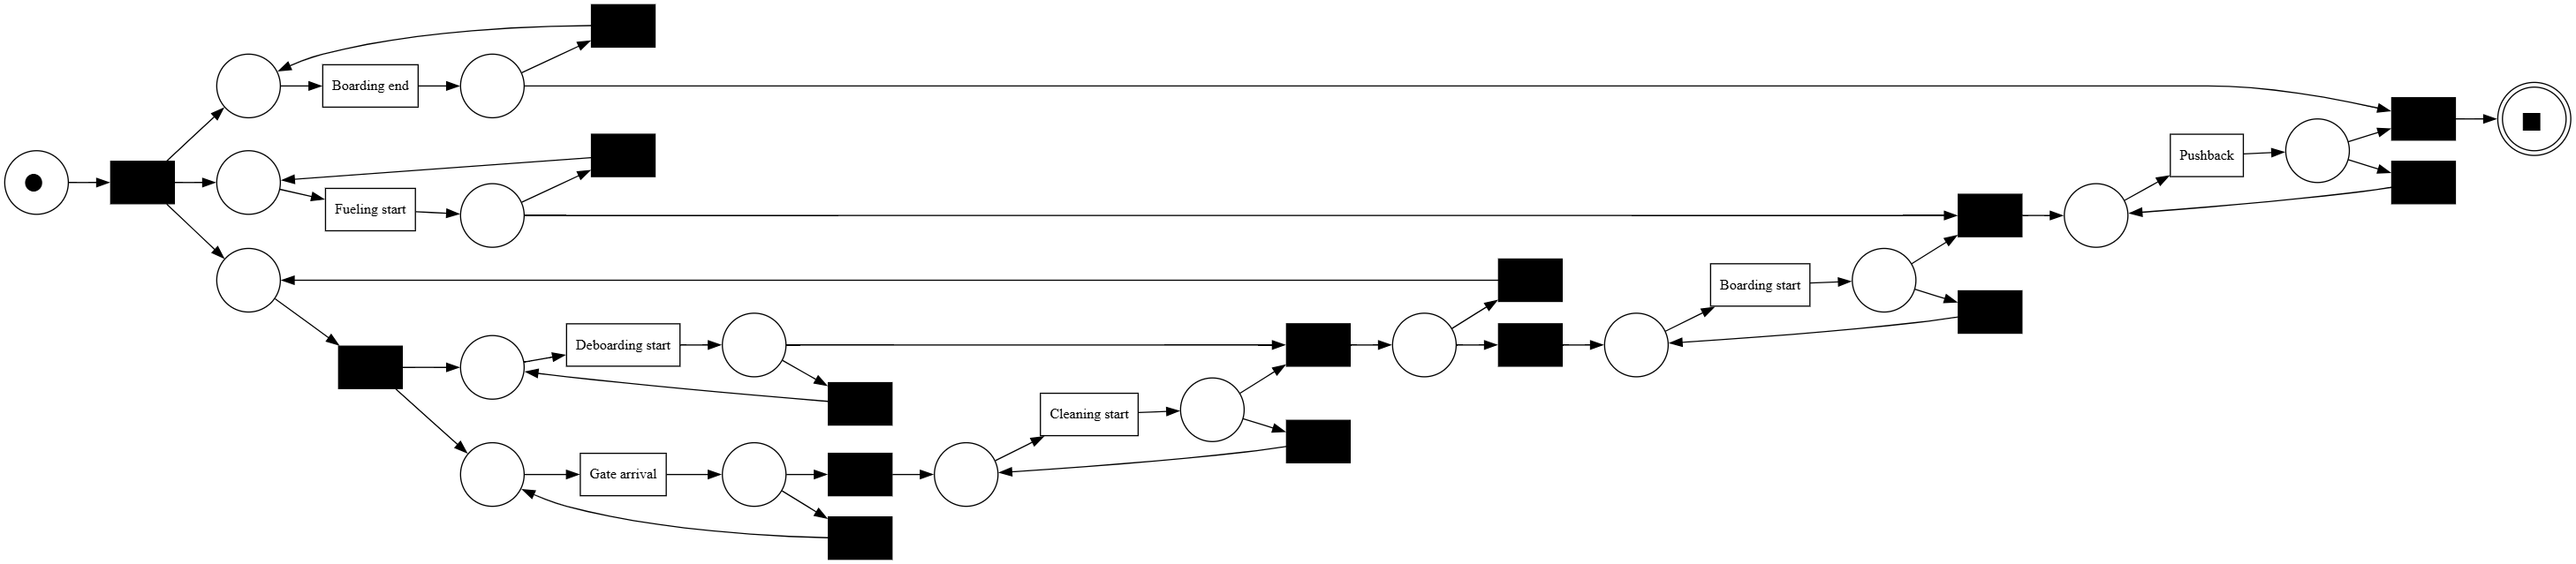 Boarding end
Pushback
Fueling start
Boarding start
Deboarding start
Cleaning start
Gate arrival